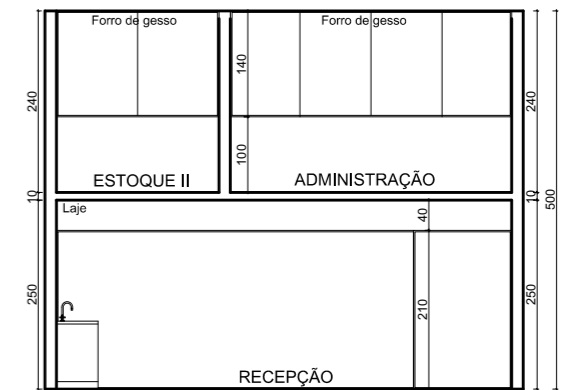 Forro de gesso
Forro de gesso
240
140
240
100
ESTOQUE II
ADMINISTRAÇÃO
10
10
500
Laje
40
250
210
250
RECEPÇÃO